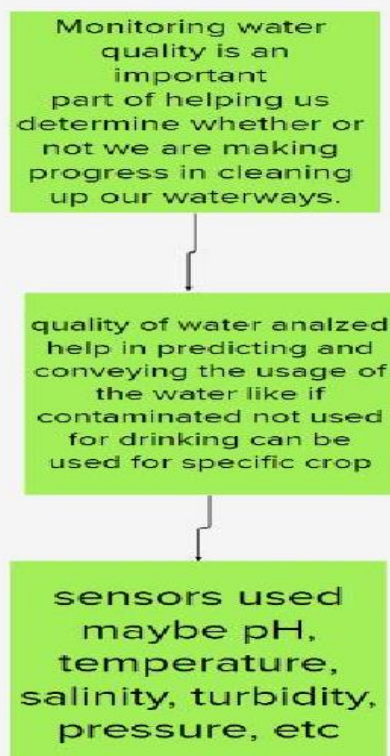 Monitoring water
quality is an
important
part of helping us
determine whether or
not we are making
progress in cleaning
up our waterways.
quality of water analzed
help in predicting and
conveying the usage of
the water like if
contaminated not used
for drinking can be
used for specific crop
sensors used
maybe pH,
temperature,
salinity, turbidity,
pressure, etc